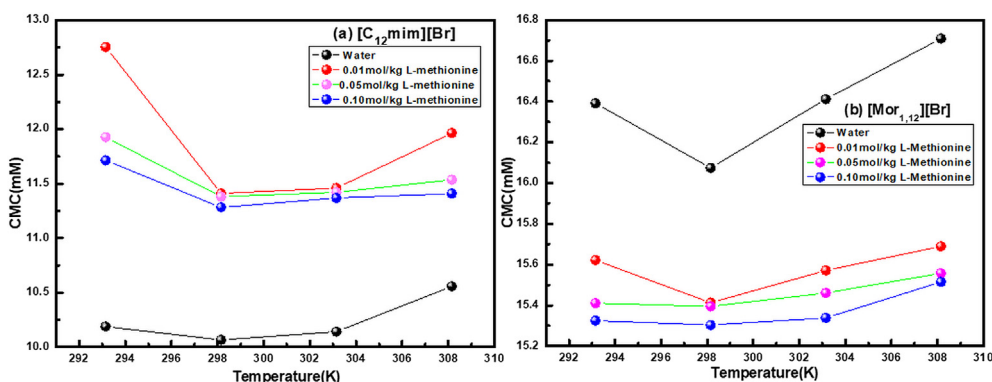 (a) [C12mim][Br]
Water
0.01mol/kg L-methionine
0.05mol/kg L-methionine
0.10mol/kg L-methionine
13.0
12.5
12.0
11.5
11.0
10.5
10.0
CMC(mM)
292 294 296 298 300 302 304 306 308 310
Temperature(K)
(b) [Mor1,12][Br]
Water
0.01mol/kg L-Methionine
0.05mol/kg L-Methionine
0.10mol/kg L-Methionine
16.8
16.6
16.4
16.2
16.0
15.8
15.6
15.4
15.2
CMC(mM)
292 294 296 298 300 302 304 306 308 310
Temperature(K)